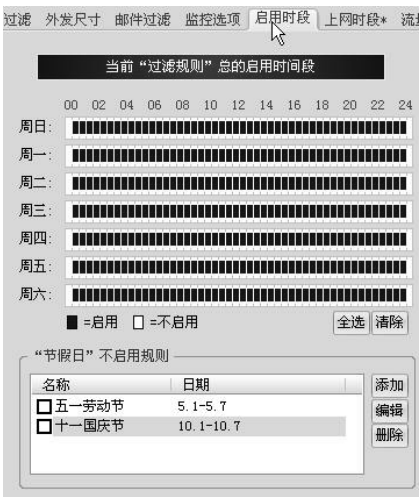 过滤 外发尺寸 邮件过滤 监控选项 启用时段 上网时段*
当前“过滤规则”总的启用时间段
00 02 04 06 08 10 12 14 16 18 20 22 24
周日:
周一:
周二:
周三:
周四:
周五:
周六:
=启用 =不启用 全选 清除
“节假日”不启用规则
名称 日期 添加
五一劳动节 5.1-5.7 编辑
十一国庆节 10.1-10.7 删除